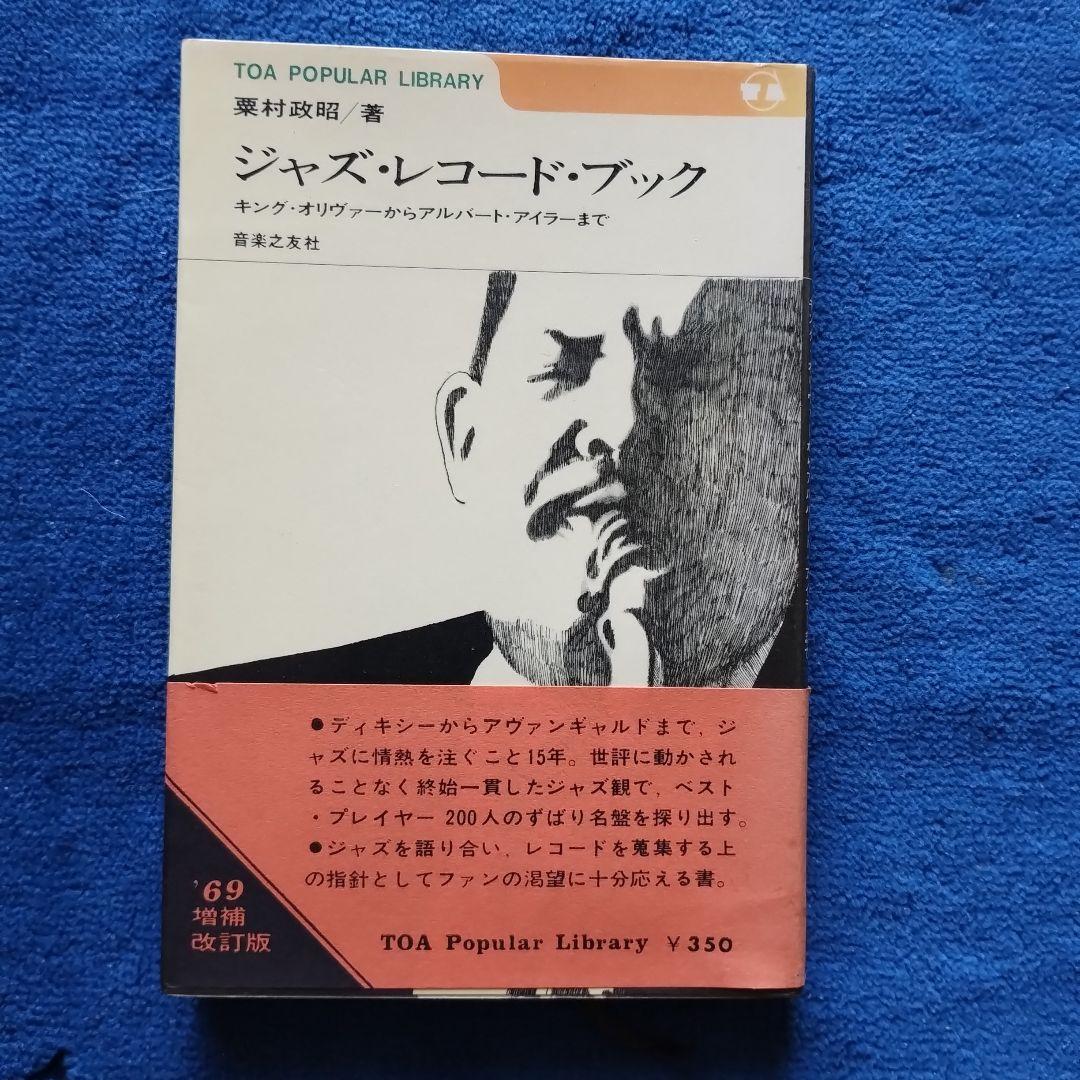 TOA POPULAR LIBRARY
粟村政昭/著
ジャズ・レコード・ブック
キング・オリヴァーからアルバート・アイラーまで
音楽之友社
●ディキシーからアヴァンギャルドまで，ジ
ャズに情熱を注ぐこと15年。世評に動かされ
ることなく終始一貫したジャズ観で，ベスト
・プレイヤー 200人のずばり名盤を探り出す。
●ジャズを語り合い，レコードを蒐集する上
の指針としてファンの渇望に十分応える書。
'69
増補
改訂版
TOA Popular Library ￥350